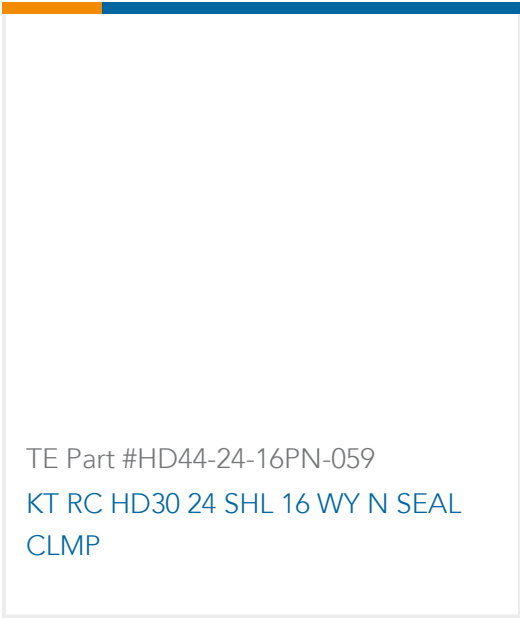 TE Part #HD44-24-16PN-059
KT RC HD30 24 SHL 16 WY N SEAL
CLMP